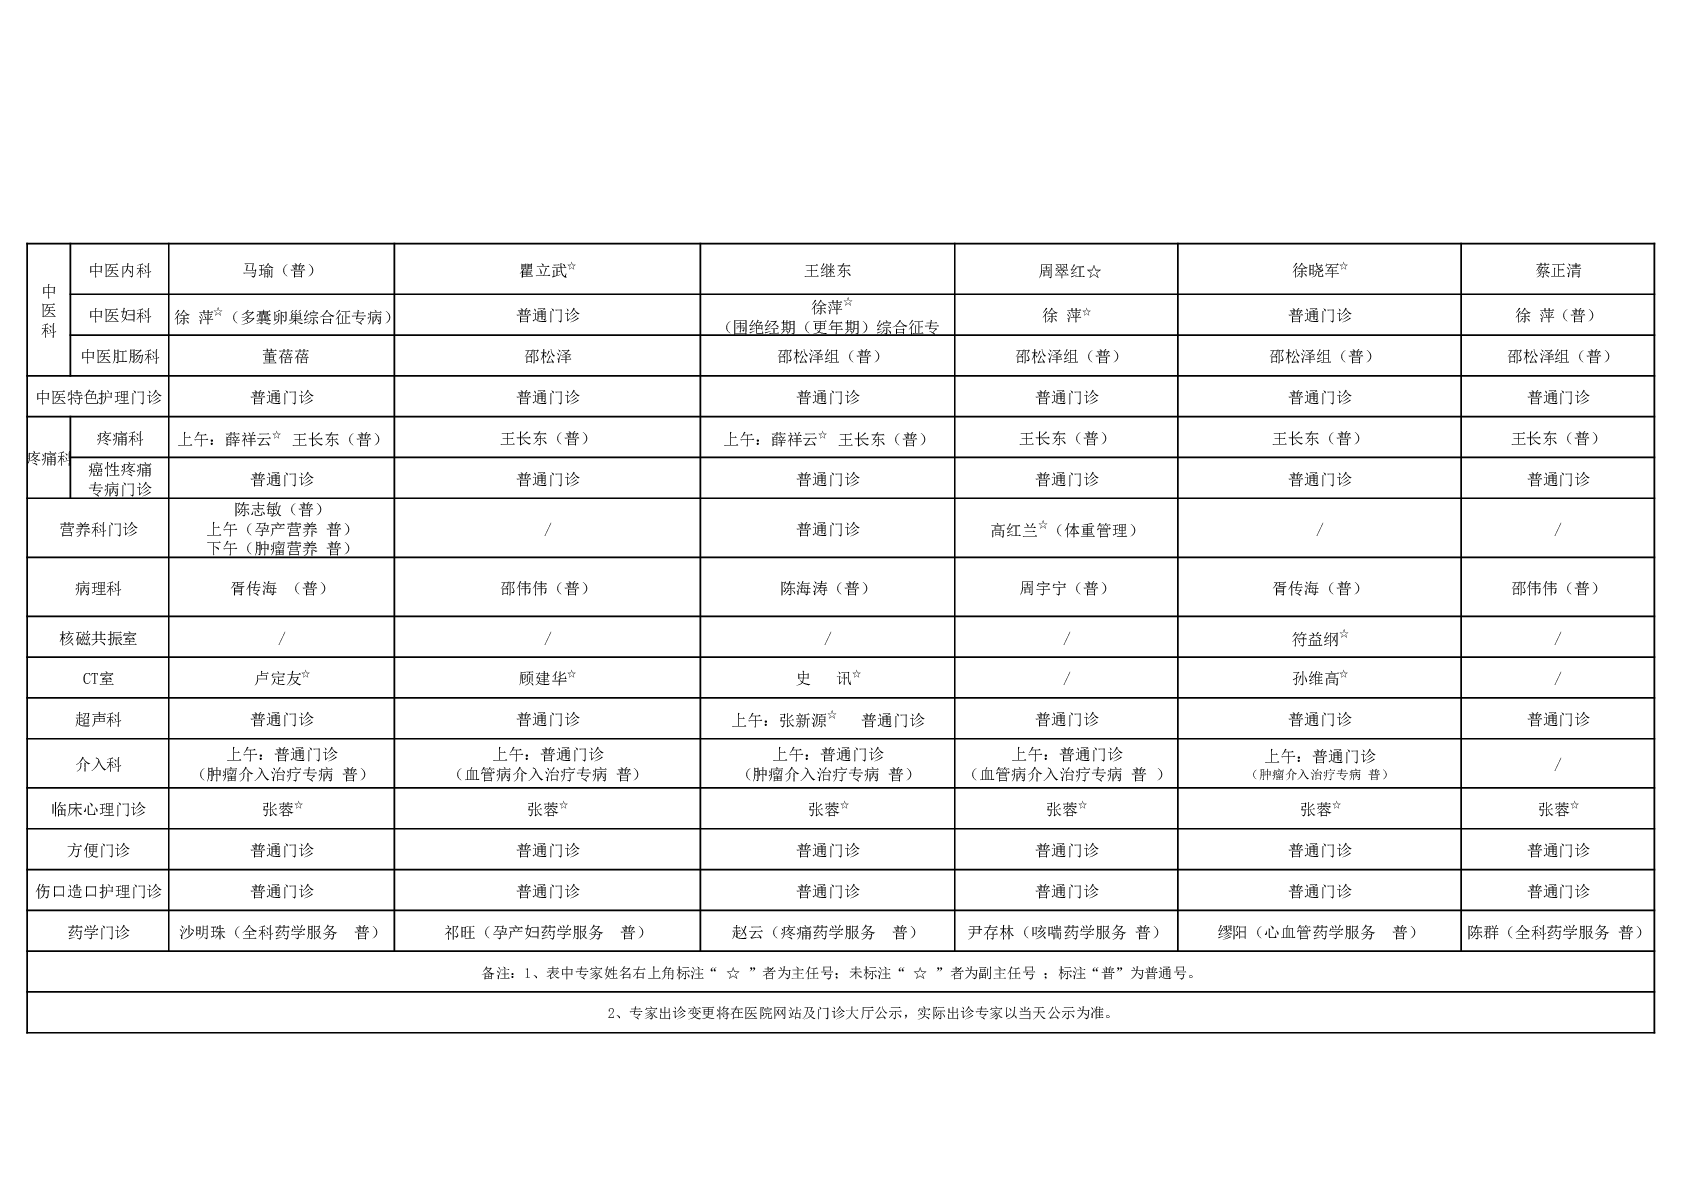 中
医
科
中医内科 马瑜（普） 瞿立武☆ 王继东 周翠红☆ 徐晓军☆ 蔡正清
中医妇科 徐 萍☆（多囊卵巢综合征专病） 普通门诊 徐萍☆
（围绝经期（更年期）综合征专 徐 萍☆ 普通门诊 徐 萍（普）
中医肛肠科 董蓓蓓 邵松泽 邵松泽组（普） 邵松泽组（普） 邵松泽组（普） 邵松泽组（普）
中医特色护理门诊 普通门诊 普通门诊 普通门诊 普通门诊 普通门诊 普通门诊
疼痛科
疼痛科 上午：薛祥云☆ 王长东（普） 王长东（普） 上午：薛祥云☆ 王长东（普） 王长东（普） 王长东（普） 王长东（普）
癌性疼痛
专病门诊 普通门诊 普通门诊 普通门诊 普通门诊 普通门诊 普通门诊
营养科门诊 陈志敏（普）
上午（孕产营养 普）
下午（肿瘤营养 普） / 普通门诊 高红兰☆（体重管理） / /
病理科 胥传海 （普） 邵伟伟（普） 陈海涛（普） 周宇宁（普） 胥传海（普） 邵伟伟（普）
核磁共振室 / / / / 符益纲☆ /
CT室 卢定友☆ 顾建华☆ 史 讯☆ / 孙维高☆ /
超声科 普通门诊 普通门诊 上午：张新源☆ 普通门诊 普通门诊 普通门诊 普通门诊
介入科 上午：普通门诊
（肿瘤介入治疗专病 普） 上午：普通门诊
（血管病介入治疗专病 普） 上午：普通门诊
（肿瘤介入治疗专病 普） 上午：普通门诊
（血管病介入治疗专病 普 ） 上午：普通门诊
（肿瘤介入治疗专病 普） /
临床心理门诊 张蓉☆ 张蓉☆ 张蓉☆ 张蓉☆ 张蓉☆ 张蓉☆
方便门诊 普通门诊 普通门诊 普通门诊 普通门诊 普通门诊 普通门诊
伤口造口护理门诊 普通门诊 普通门诊 普通门诊 普通门诊 普通门诊 普通门诊
药学门诊 沙明珠（全科药学服务 普） 祁旺（孕产妇药学服务 普） 赵云（疼痛药学服务 普） 尹存林（咳喘药学服务 普） 缪阳（心血管药学服务 普） 陈群（全科药学服务 普）
备注：1、表中专家姓名右上角标注“ ☆ ”者为主任号；未标注“ ☆ ”者为副主任号 ；标注“普”为普通号。
2、专家出诊变更将在医院网站及门诊大厅公示，实际出诊专家以当天公示为准。